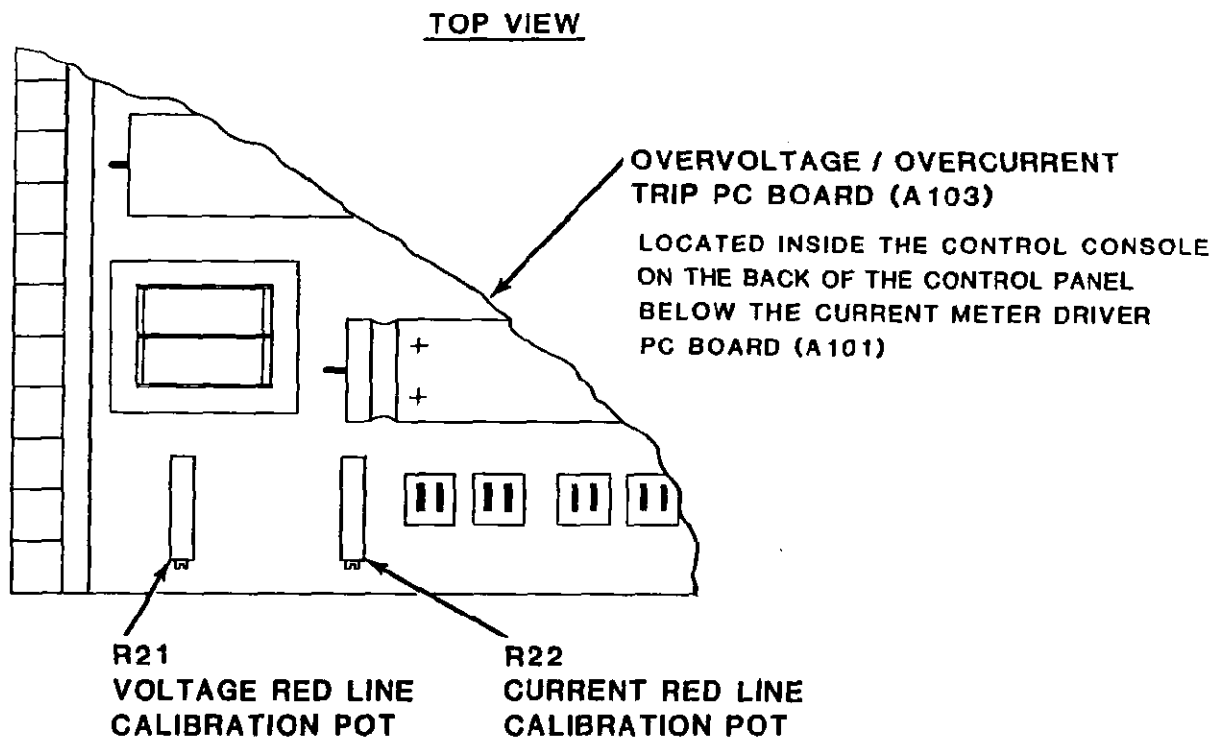 TOP VIEW
OVERVOLTAGE / OVERCURRENT
TRIP PC BOARD (A103)
LOCATED INSIDE THE CONTROL CONSOLE
ON THE BACK OF THE CONTROL PANEL
BELOW THE CURRENT METER DRIVER
PC BOARD (A101)
R21
VOLTAGE RED LINE
CALIBRATION POT
R22
CURRENT RED LINE
CALIBRATION POT